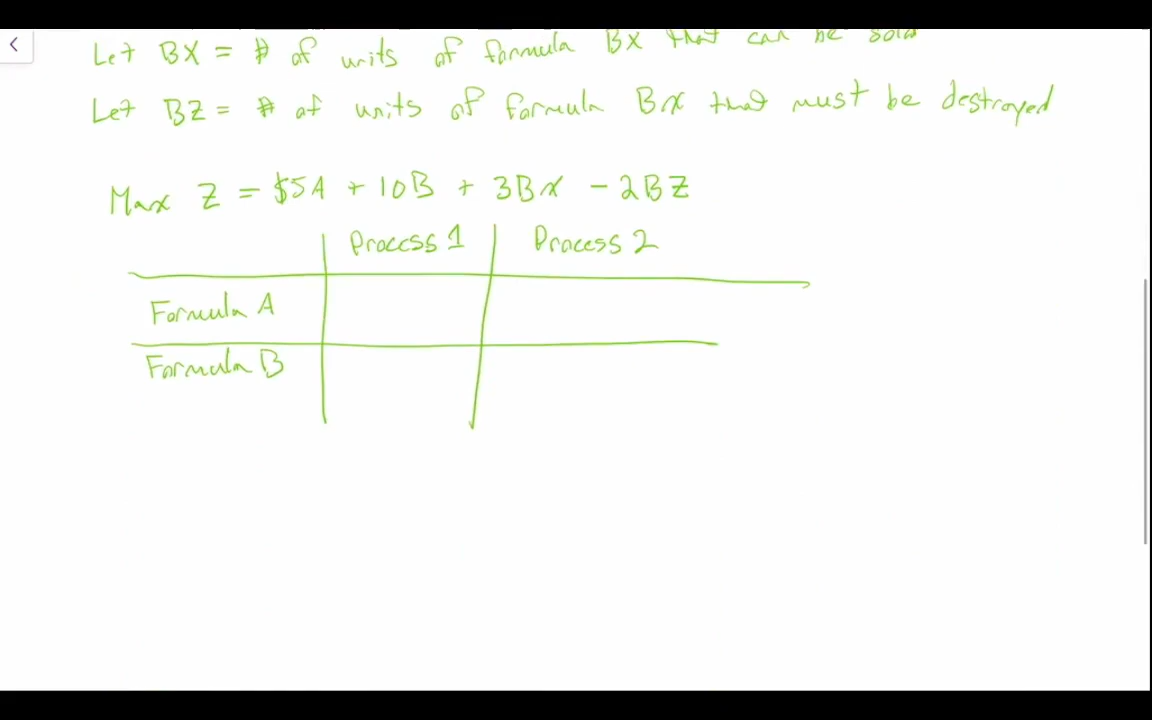 Let BX = # of units of formula BX that can be sold
Let BZ = # of units of formula Bx that must be destroyed
Max Z = $5A + 10B + 3BX - 2BZ
Process 1 Process 2
Formula A
Formula B